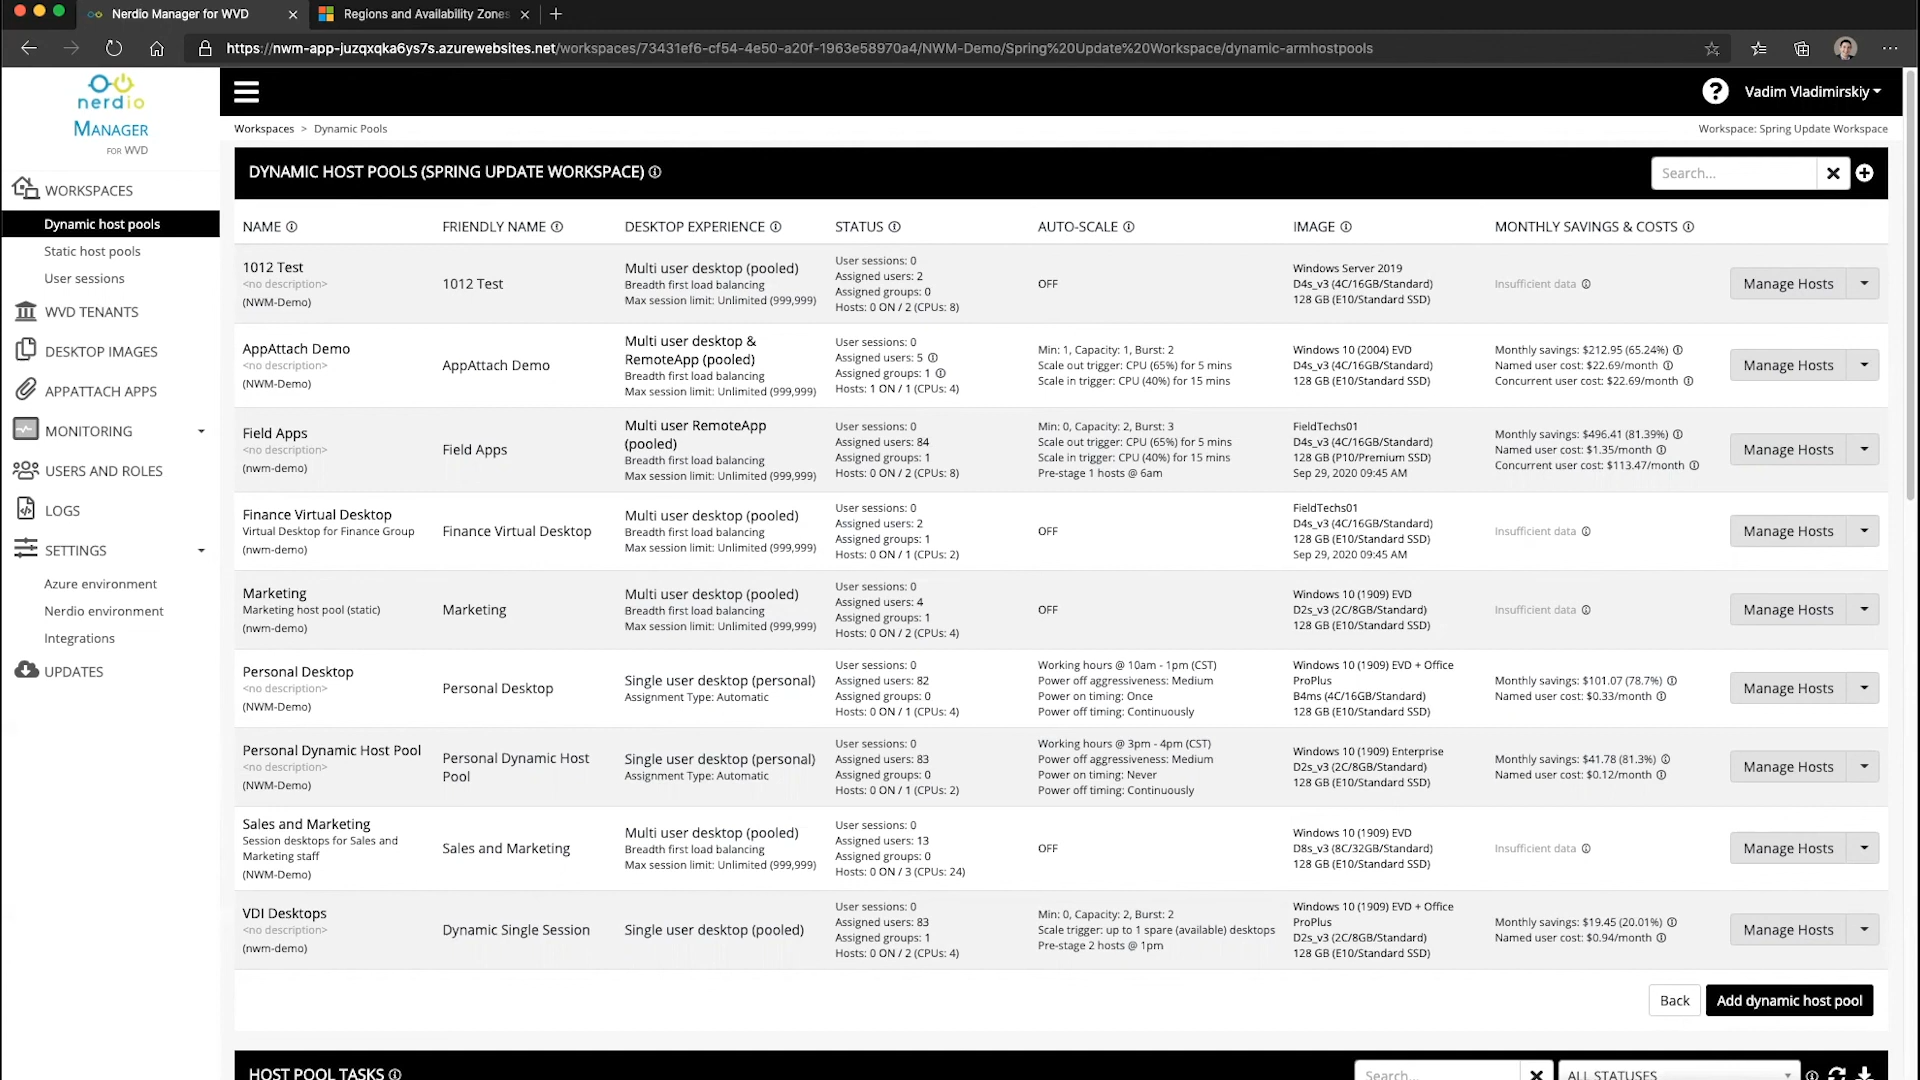 Nerdio Manager for WVD
Regions and Availability Zones
https://nwm-app-juzqxqka6ys7s.azurewebsites.net/workspaces/73431ef6-cf54-4e50-a20f-1963e58970a4/NWM-Demo/Spring%20Update%20Workspace/dynamic-armhostpools
nerdio
MANAGER
FOR WVD
Vadim Vladimirskiy
Workspaces > Dynamic Pools
Workspace: Spring Update Workspace
WORKSPACES
Dynamic host pools
Static host pools
User sessions
WVD TENANTS
DESKTOP IMAGES
APPATTACH APPS
MONITORING
USERS AND ROLES
LOGS
SETTINGS
Azure environment
Nerdio environment
Integrations
UPDATES
DYNAMIC HOST POOLS (SPRING UPDATE WORKSPACE)
Search...
NAME FRIENDLY NAME DESKTOP EXPERIENCE STATUS AUTO-SCALE IMAGE MONTHLY SAVINGS & COSTS
1012 Test
<no description>
(NWM-Demo)
1012 Test
Multi user desktop (pooled)
Breadth first load balancing
Max session limit: Unlimited (999,999)
User sessions: 0
Assigned users: 2
Assigned groups: 0
Hosts: 0 ON / 2 (CPUs: 8)
OFF
Windows Server 2019
D4s_v3 (4C/16GB/Standard)
128 GB (E10/Standard SSD)
Insufficient data
Manage Hosts
AppAttach Demo
<no description>
(NWM-Demo)
AppAttach Demo
Multi user desktop &
RemoteApp (pooled)
Breadth first load balancing
Max session limit: Unlimited (999,999)
User sessions: 0
Assigned users: 5
Assigned groups: 1
Hosts: 1 ON / 1 (CPUs: 4)
Min: 1, Capacity: 1, Burst: 2
Scale out trigger: CPU (65%) for 5 mins
Scale in trigger: CPU (40%) for 15 mins
Windows 10 (2004) EVD
D4s_v3 (4C/16GB/Standard)
128 GB (E10/Standard SSD)
Monthly savings: $212.95 (65.24%)
Named user cost: $22.69/month
Concurrent user cost: $22.69/month
Manage Hosts
Field Apps
<no description>
(nwm-demo)
Field Apps
Multi user RemoteApp
(pooled)
Breadth first load balancing
Max session limit: Unlimited (999,999)
User sessions: 0
Assigned users: 84
Assigned groups: 1
Hosts: 0 ON / 2 (CPUs: 8)
Min: 0, Capacity: 2, Burst: 3
Scale out trigger: CPU (65%) for 5 mins
Scale in trigger: CPU (40%) for 15 mins
Pre-stage 1 hosts @ 6am
FieldTechs01
D4s_v3 (4C/16GB/Standard)
128 GB (P10/Premium SSD)
Sep 29, 2020 09:45 AM
Monthly savings: $496.41 (81.39%)
Named user cost: $1.35/month
Concurrent user cost: $113.47/month
Manage Hosts
Finance Virtual Desktop
Virtual Desktop for Finance Group
(nwm-demo)
Finance Virtual Desktop
Multi user desktop (pooled)
Breadth first load balancing
Max session limit: Unlimited (999,999)
User sessions: 0
Assigned users: 2
Assigned groups: 1
Hosts: 0 ON / 1 (CPUs: 2)
OFF
FieldTechs01
D4s_v3 (4C/16GB/Standard)
128 GB (E10/Standard SSD)
Sep 29, 2020 09:45 AM
Insufficient data
Manage Hosts
Marketing
Marketing host pool (static)
(nwm-demo)
Marketing
Multi user desktop (pooled)
Breadth first load balancing
Max session limit: Unlimited (999,999)
User sessions: 0
Assigned users: 4
Assigned groups: 1
Hosts: 0 ON / 2 (CPUs: 4)
OFF
Windows 10 (1909) EVD
D2s_v3 (2C/8GB/Standard)
128 GB (E10/Standard SSD)
Insufficient data
Manage Hosts
Personal Desktop
<no description>
(NWM-Demo)
Personal Desktop
Single user desktop (personal)
Assignment Type: Automatic
User sessions: 0
Assigned users: 82
Assigned groups: 0
Hosts: 0 ON / 1 (CPUs: 4)
Working hours @ 10am - 1pm (CST)
Power off aggressiveness: Medium
Power on timing: Once
Power off timing: Continuously
Windows 10 (1909) EVD + Office
ProPlus
B4ms (4C/16GB/Standard)
128 GB (E10/Standard SSD)
Monthly savings: $101.07 (78.7%)
Named user cost: $0.33/month
Manage Hosts
Personal Dynamic Host Pool
<no description>
(NWM-Demo)
Personal Dynamic Host
Pool
Single user desktop (personal)
Assignment Type: Automatic
User sessions: 0
Assigned users: 83
Assigned groups: 0
Hosts: 0 ON / 1 (CPUs: 2)
Working hours @ 3pm - 4pm (CST)
Power off aggressiveness: Medium
Power on timing: Never
Power off timing: Continuously
Windows 10 (1909) Enterprise
D2s_v3 (2C/8GB/Standard)
128 GB (E10/Standard SSD)
Monthly savings: $41.78 (81.3%)
Named user cost: $0.12/month
Manage Hosts
Sales and Marketing
Session desktops for Sales and
Marketing staff
(NWM-Demo)
Sales and Marketing
Multi user desktop (pooled)
Breadth first load balancing
Max session limit: Unlimited (999,999)
User sessions: 0
Assigned users: 13
Assigned groups: 0
Hosts: 0 ON / 3 (CPUs: 24)
OFF
Windows 10 (1909) EVD
D8s_v3 (8C/32GB/Standard)
128 GB (E10/Standard SSD)
Insufficient data
Manage Hosts
VDI Desktops
<no description>
(nwm-demo)
Dynamic Single Session
Single user desktop (pooled)
User sessions: 0
Assigned users: 83
Assigned groups: 1
Hosts: 0 ON / 2 (CPUs: 4)
Min: 0, Capacity: 2, Burst: 2
Scale trigger: up to 1 spare (available) desktops
Pre-stage 2 hosts @ 1pm
Windows 10 (1909) EVD + Office
ProPlus
D2s_v3 (2C/8GB/Standard)
128 GB (E10/Standard SSD)
Monthly savings: $19.45 (20.01%)
Named user cost: $0.94/month
Manage Hosts
Back
Add dynamic host pool
HOST POOL TASKS
Search...
ALL STATUSES